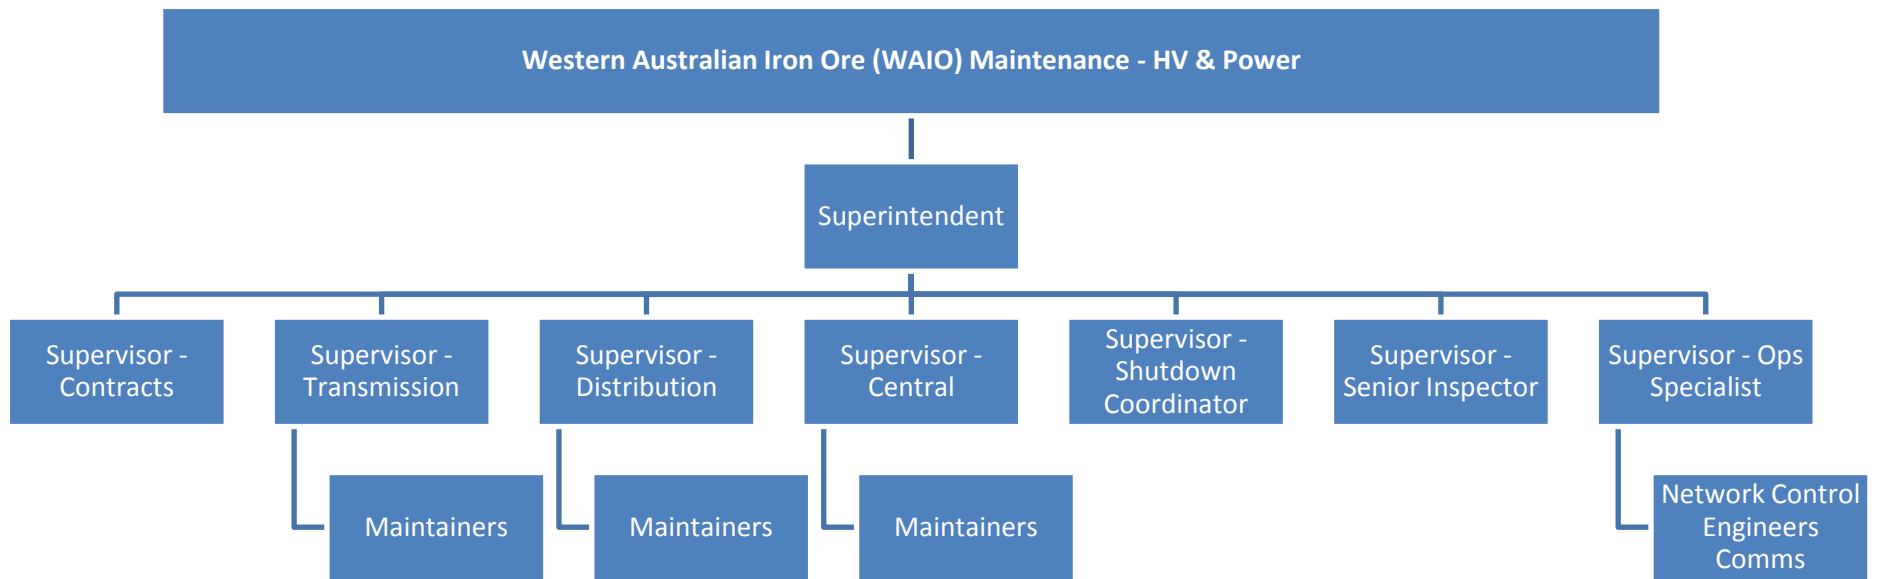 Western Australian Iron Ore (WAIO) Maintenance - HV & Power
Superintendent
Supervisor -
Contracts
Supervisor -
Transmission
Supervisor -
Distribution
Supervisor -
Central
Supervisor -
Shutdown
Coordinator
Supervisor -
Senior Inspector
Supervisor - Ops
Specialist
Maintainers
Maintainers
Maintainers
Network Control
Engineers
Comms